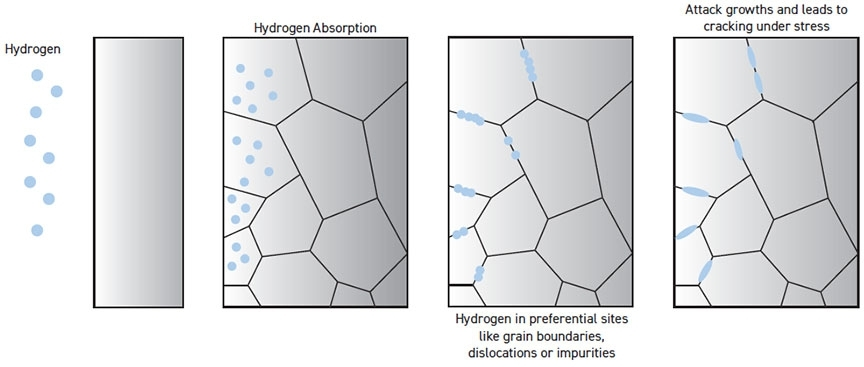 Hydrogen
Hydrogen Absorption
Hydrogen in preferential sites
like grain boundaries,
dislocations or impurities
Attack growths and leads to
cracking under stress